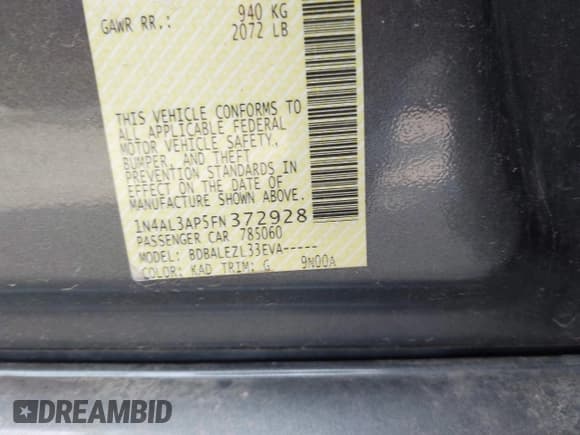 GAWR RR.: 940 KG
2072 LB
THIS VEHICLE CONFORMS TO
ALL APPLICABLE FEDERAL
MOTOR VEHICLE SAFETY,
BUMPER, AND THEFT
PREVENTION STANDARDS IN
EFFECT ON THE DATE OF
MANUFACTURE SHOWN ABOVE.
1N4AL3AP5FN372928
PASSENGER CAR 785060
MODEL: BDBALEZL33EVA-----
COLOR: KAD TRIM: G 9N00A
DREAMBID